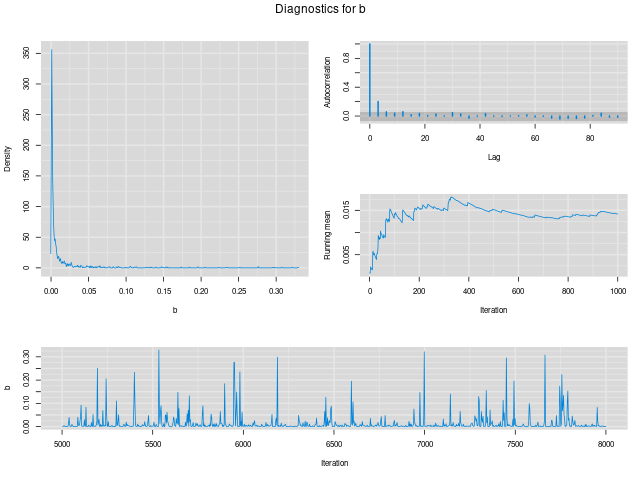 Diagnostics for b
Density
0 50 100 150 200 250 300 350
0.00 0.05 0.10 0.15 0.20 0.25 0.30
b
Autocorrelation
0.0 0.4 0.8
0 20 40 60 80
Lag
Running mean
0.005 0.015
0 200 400 600 800 1000
Iteration
b
0.00 0.10 0.20 0.30
5000 5500 6000 6500 7000 7500 8000
Iteration